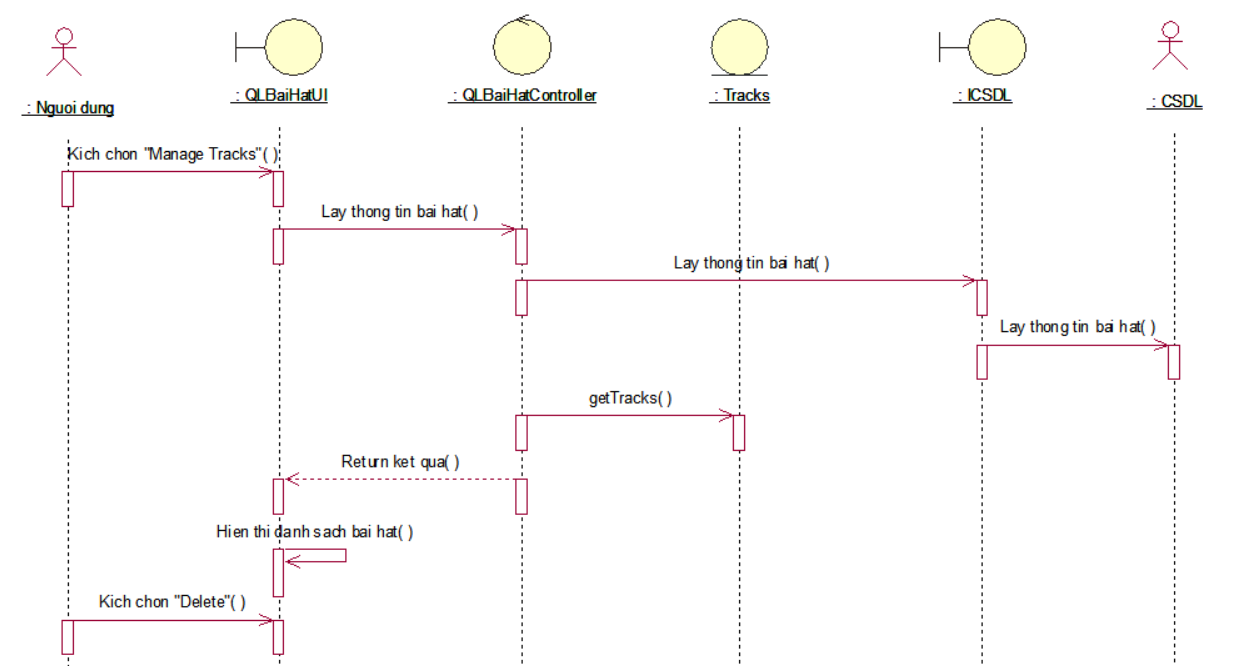 : Nguoi dung
: QLBaiHatUI
: QLBaiHatController
: Tracks
: ICSDL
: CSDL
Kich chon "Manage Tracks"( )
Lay thong tin bai hat( )
Lay thong tin bai hat( )
Lay thong tin bai hat( )
getTracks( )
Return ket qua( )
Hien thi danh sach bai hat( )
Kich chon "Delete"( )